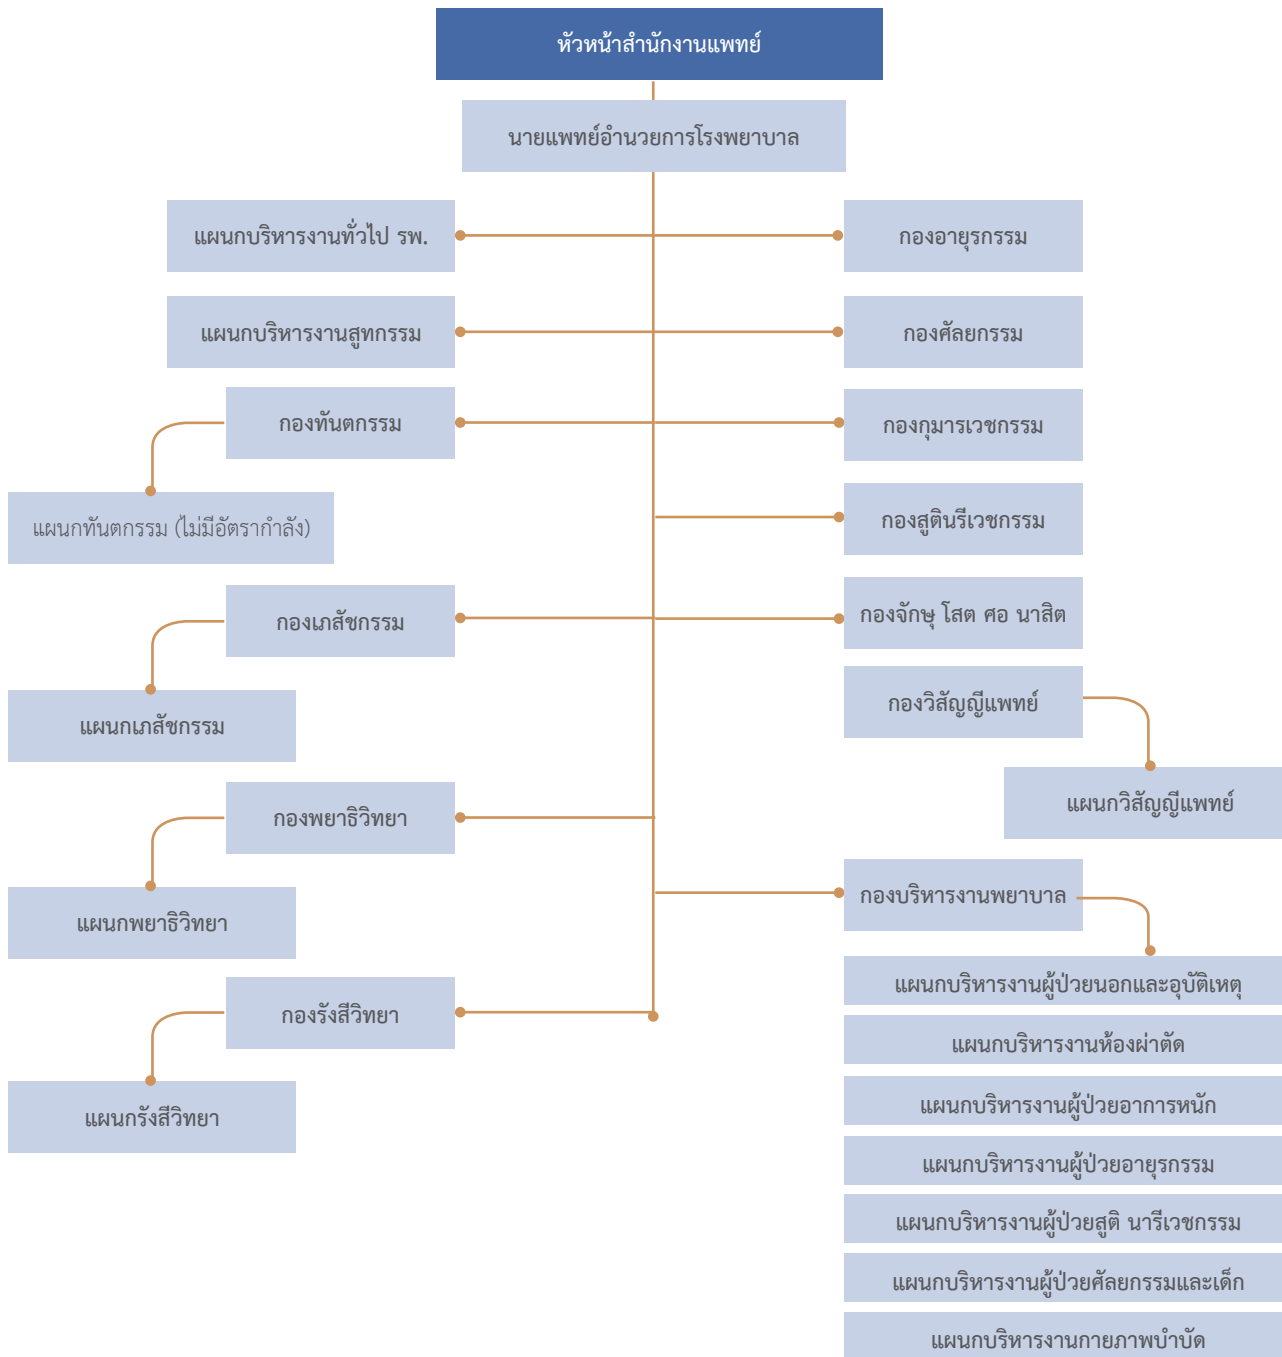 หัวหน้าสำนักงานแพทย์
นายแพทย์อำนวยการโรงพยาบาล
แผนกบริหารงานทั่วไป รพ.
กองอายุรกรรม
แผนกบริหารงานสูทกรรม
กองศัลยกรรม
กองทันตกรรม
กองกุมารเวชกรรม
แผนกทันตกรรม (ไม่มีอัตรากำลัง)
กองสูตินรีเวชกรรม
กองเภสัชกรรม
กองจักษุ โสต ศอ นาสิต
แผนกเภสัชกรรม
กองวิสัญญีแพทย์
แผนกวิสัญญีแพทย์
กองพยาธิวิทยา
กองบริหารงานพยาบาล
แผนกพยาธิวิทยา
แผนกบริหารงานผู้ป่วยนอกและอุบัติเหตุ
กองรังสีวิทยา
แผนกบริหารงานห้องผ่าตัด
แผนกรังสีวิทยา
แผนกบริหารงานผู้ป่วยอาการหนัก
แผนกบริหารงานผู้ป่วยอายุรกรรม
แผนกบริหารงานผู้ป่วยสูติ นารีเวชกรรม
แผนกบริหารงานผู้ป่วยศัลยกรรมและเด็ก
แผนกบริหารงานกายภาพบำบัด